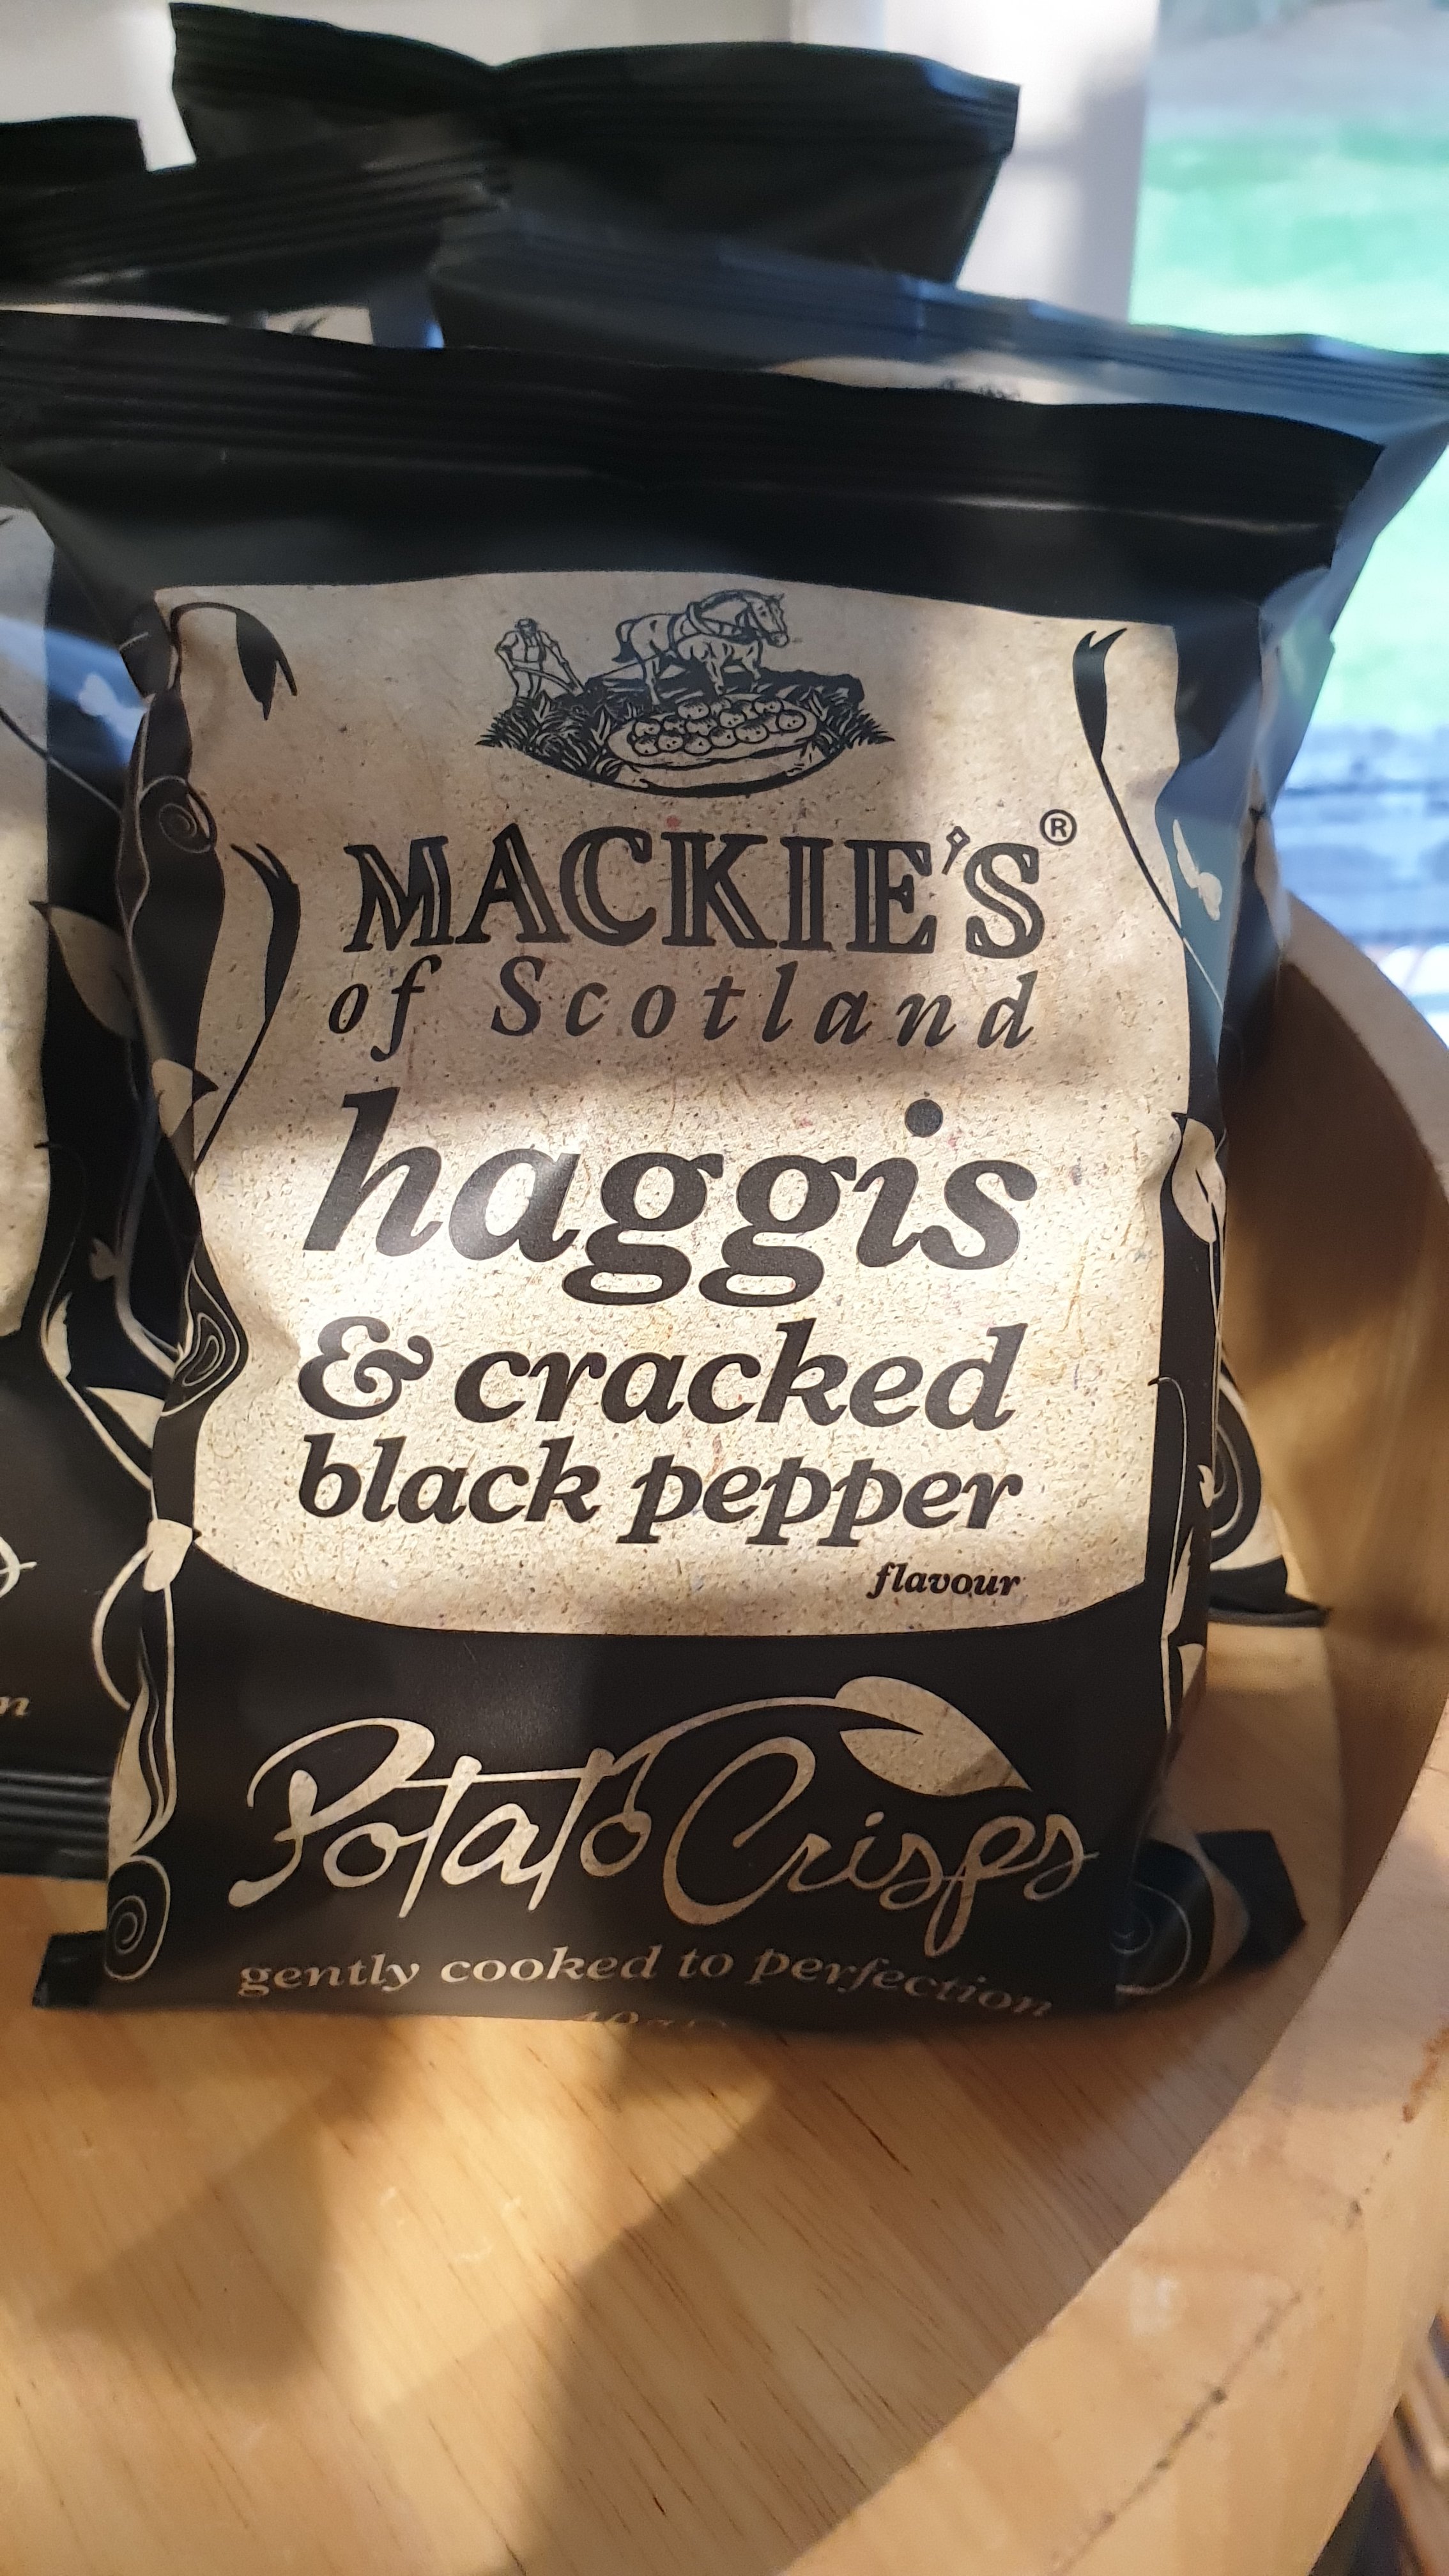 MACKIE'S®
of Scotland
haggis
& cracked
black pepper
flavour
Potato Crisps
gently cooked to perfection